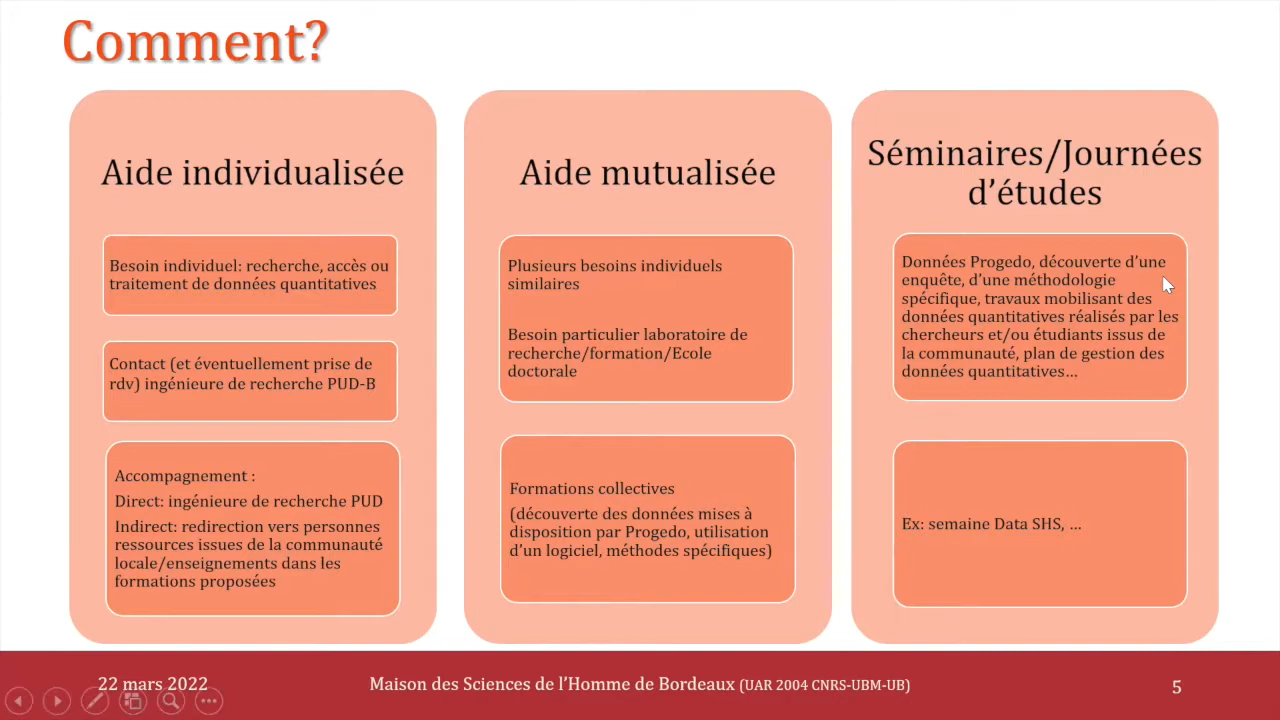 Comment?
Aide individualisée
Besoin individuel: recherche, accès ou
traitement de données quantitatives
Contact (et éventuellement prise de
rdv) ingénieure de recherche PUD-B
Accompagnement :
Direct: ingénieure de recherche PUD
Indirect: redirection vers personnes
ressources issues de la communauté
locale/enseignements dans les
formations proposées
Aide mutualisée
Plusieurs besoins individuels
similaires
Besoin particulier laboratoire de
recherche/formation/Ecole
doctorale
Formations collectives
(découverte des données mises à
disposition par Progedo, utilisation
d’un logiciel, méthodes spécifiques)
Séminaires/Journées
d’études
Données Progedo, découverte d’une
enquête, d’une méthodologie
spécifique, travaux mobilisant des
données quantitatives réalisés par les
chercheurs et/ou étudiants issus de
la communauté, plan de gestion des
données quantitatives…
Ex: semaine Data SHS, …
22 mars 2022
Maison des Sciences de l’Homme de Bordeaux (UAR 2004 CNRS-UBM-UB)
5